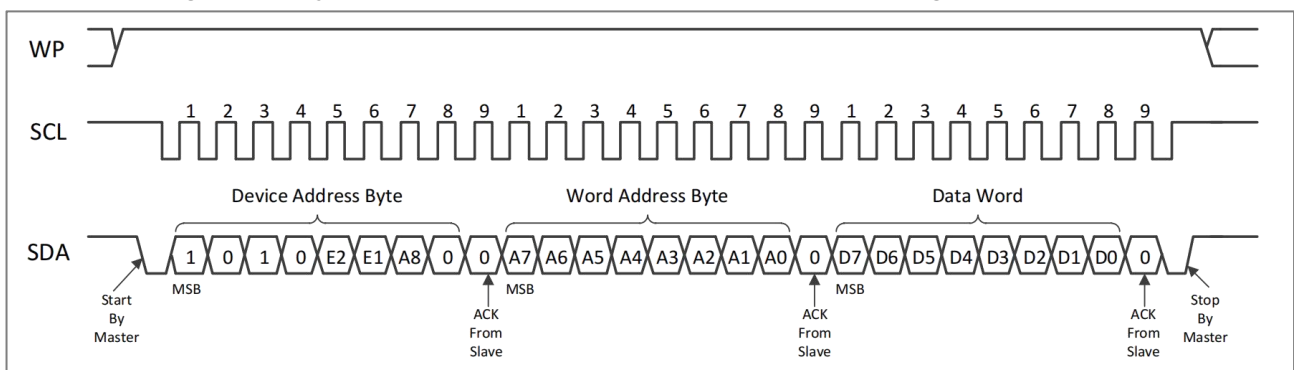 WP
1 2 3 4 5 6 7 8 9 1 2 3 4 5 6 7 8 9 1 2 3 4 5 6 7 8 9
SCL
Device Address Byte Word Address Byte Data Word
SDA 1 0 1 0 E2 E1 A8 0 0 A7 A6 A5 A4 A3 A2 A1 A0 0 D7 D6 D5 D4 D3 D2 D1 D0 0
MSB MSB MSB
Start
By
Master
ACK
From
Slave
ACK
From
Slave
ACK
From
Slave
Stop
By
Master